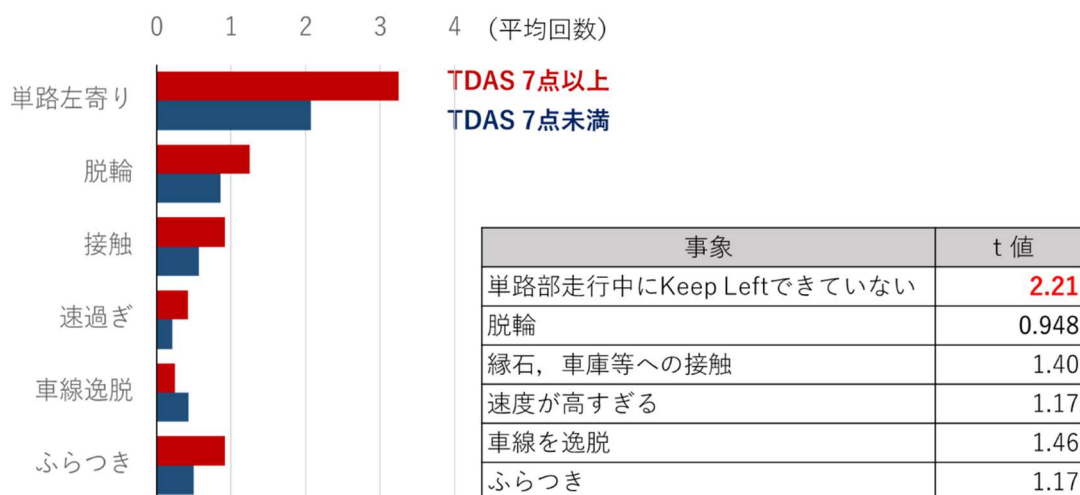 0 1 2 3 4 (平均回数)
TDAS 7点以上
TDAS 7点未満
単路左寄り
脱輪
接触
速過ぎ
車線逸脱
ふらつき
事象 t 値
単路部走行中にKeep Leftできていない 2.21
脱輪 0.948
縁石，車庫等への接触 1.40
速度が高すぎる 1.17
車線を逸脱 1.46
ふらつき 1.17